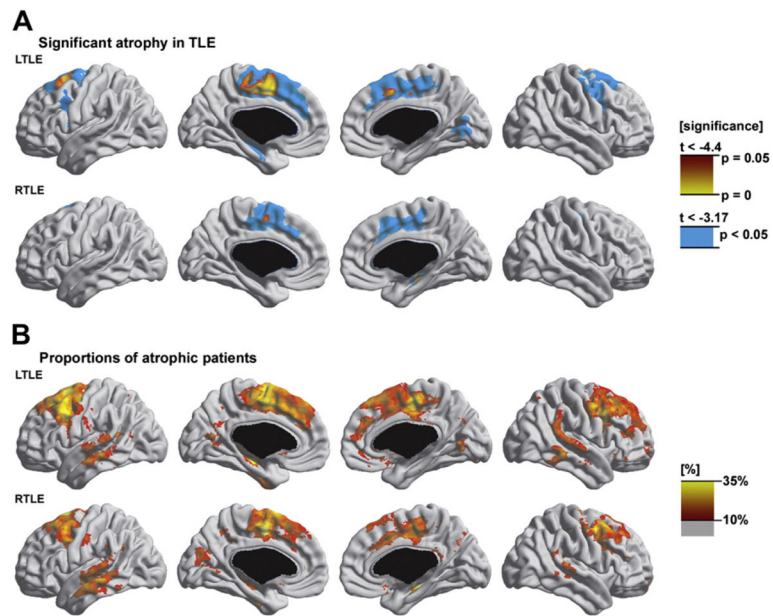 A
Significant atrophy in TLE
LTLE
RTLE
[significance]
t < -4.4
p = 0.05
p = 0
t < -3.17
p < 0.05
B
Proportions of atrophic patients
LTLE
RTLE
[%]
35%
10%